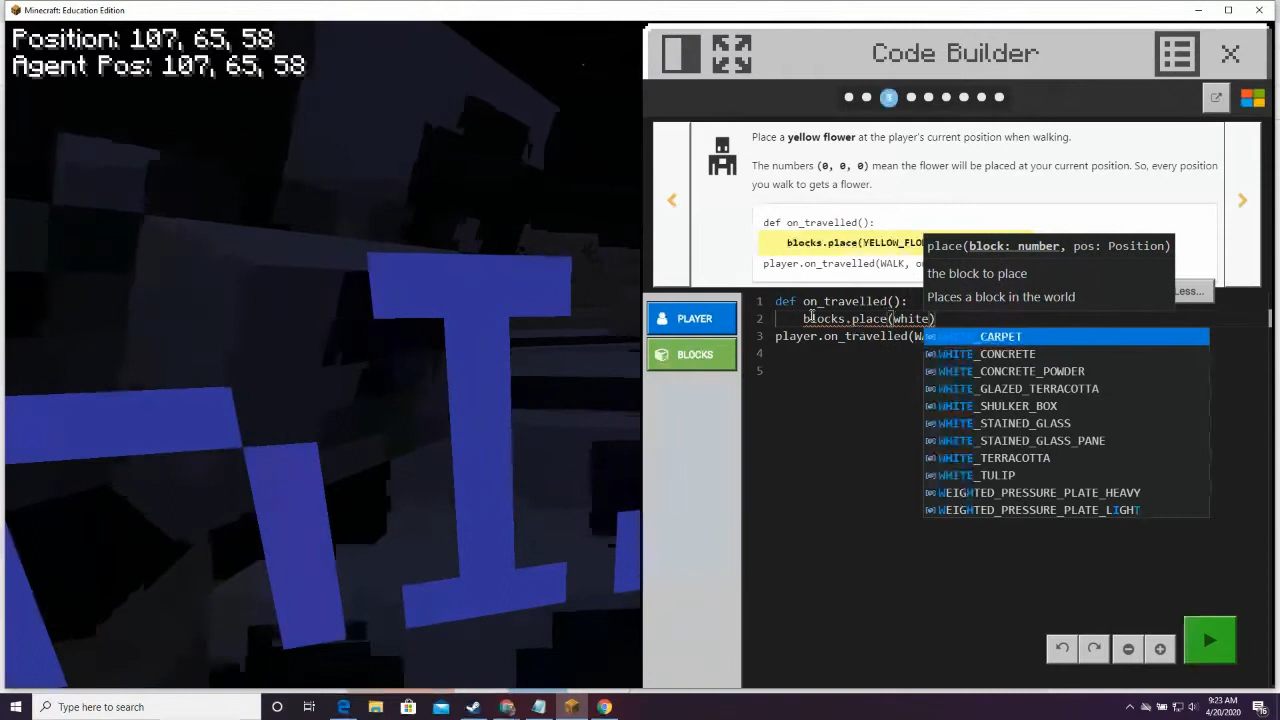 Minecraft: Education Edition
Position: 107, 65, 58
Agent Pos: 107, 65, 58
Code Builder
3
Place a yellow flower at the player's current position when walking.
The numbers (0, 0, 0) mean the flower will be placed at your current position. So, every position
you walk to gets a flower.
def on_travelled():
blocks.place(YELLOW_FLO
player.on_travelled(WALK, o
place(block: number, pos: Position)
the block to place
Places a block in the world
Less...
PLAYER
BLOCKS
1 def on_travelled():
2 blocks.place(white)
3 player.on_travelled(WA
4
5
WHITE_CARPET
WHITE_CONCRETE
WHITE_CONCRETE_POWDER
WHITE_GLAZED_TERRACOTTA
WHITE_SHULKER_BOX
WHITE_STAINED_GLASS
WHITE_STAINED_GLASS_PANE
WHITE_TERRACOTTA
WHITE_TULIP
WEIGHTED_PRESSURE_PLATE_HEAVY
WEIGHTED_PRESSURE_PLATE_LIGHT
Type here to search
9:23 AM
4/20/2020